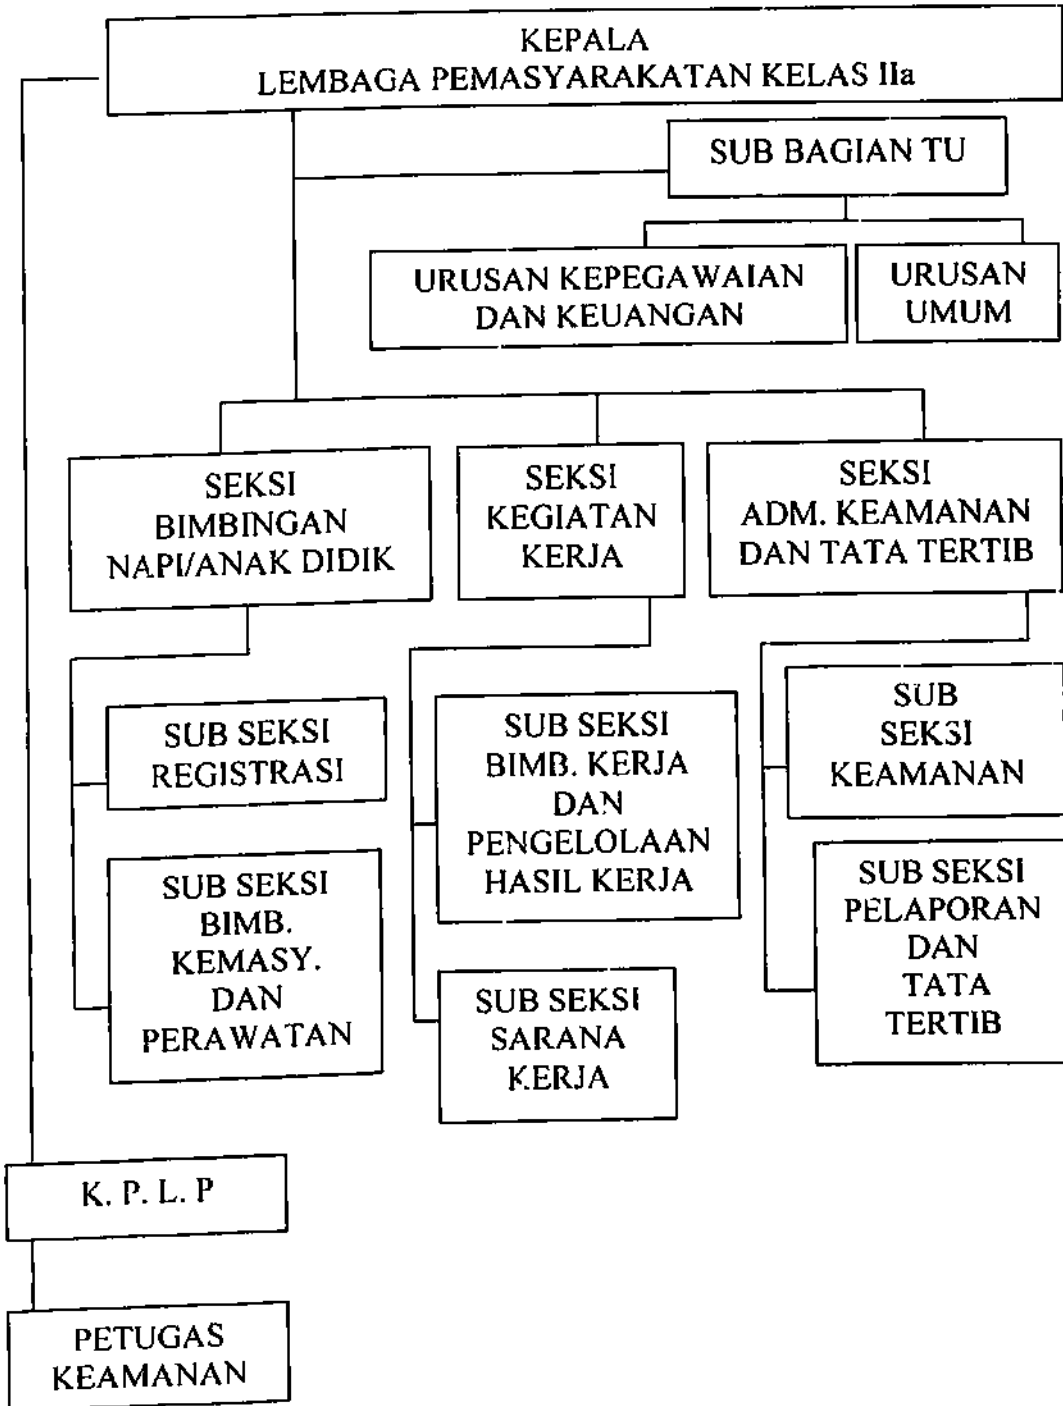 KEPALA
LEMBAGA PEMASYARAKATAN KELAS IIa
SUB BAGIAN TU
URUSAN KEPEGAWAIAN
DAN KEUANGAN
URUSAN
UMUM
SEKSI
BIMBINGAN
NAPI/ANAK DIDIK
SEKSI
KEGIATAN
KERJA
SEKSI
ADM. KEAMANAN
DAN TATA TERTIB
SUB SEKSI
REGISTRASI
SUB SEKSI
BIMB.
KEMASY.
DAN
PERAWATAN
SUB SEKSI
BIMB. KERJA
DAN
PENGELOLAAN
HASIL KERJA
SUB SEKSI
SARANA
KERJA
SUB
SEKSI
KEAMANAN
SUB SEKSI
PELAPORAN
DAN
TATA
TERTIB
K. P. L. P
PETUGAS
KEAMANAN